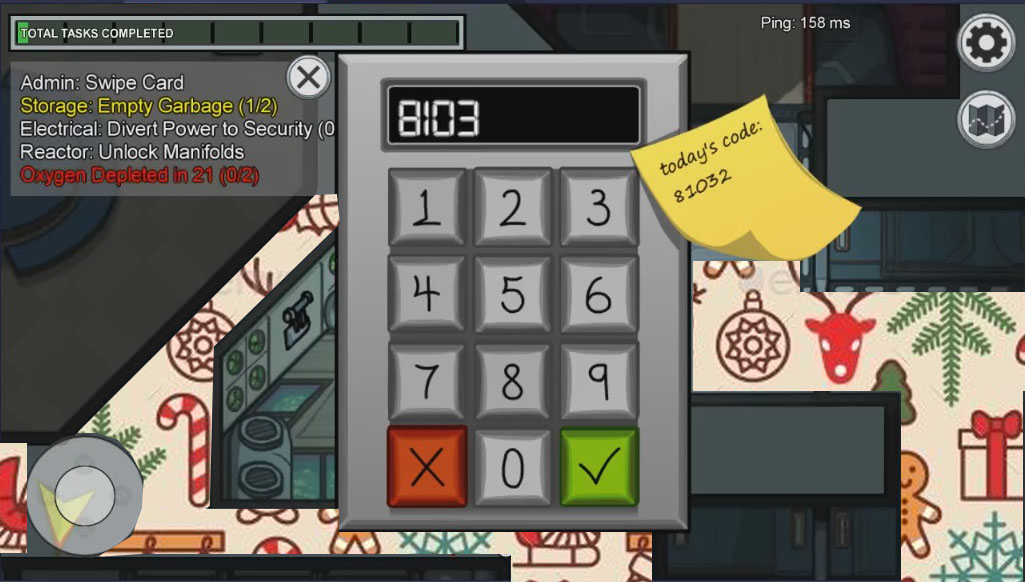 TOTAL TASKS COMPLETED
Ping: 158 ms
Admin: Swipe Card
Storage: Empty Garbage (1/2)
Electrical: Divert Power to Security (0
Reactor: Unlock Manifolds
Oxygen Depleted in 21 (0/2)
8103
today's code:
81032
1 2 3
4 5 6
7 8 9
X 0 ✓